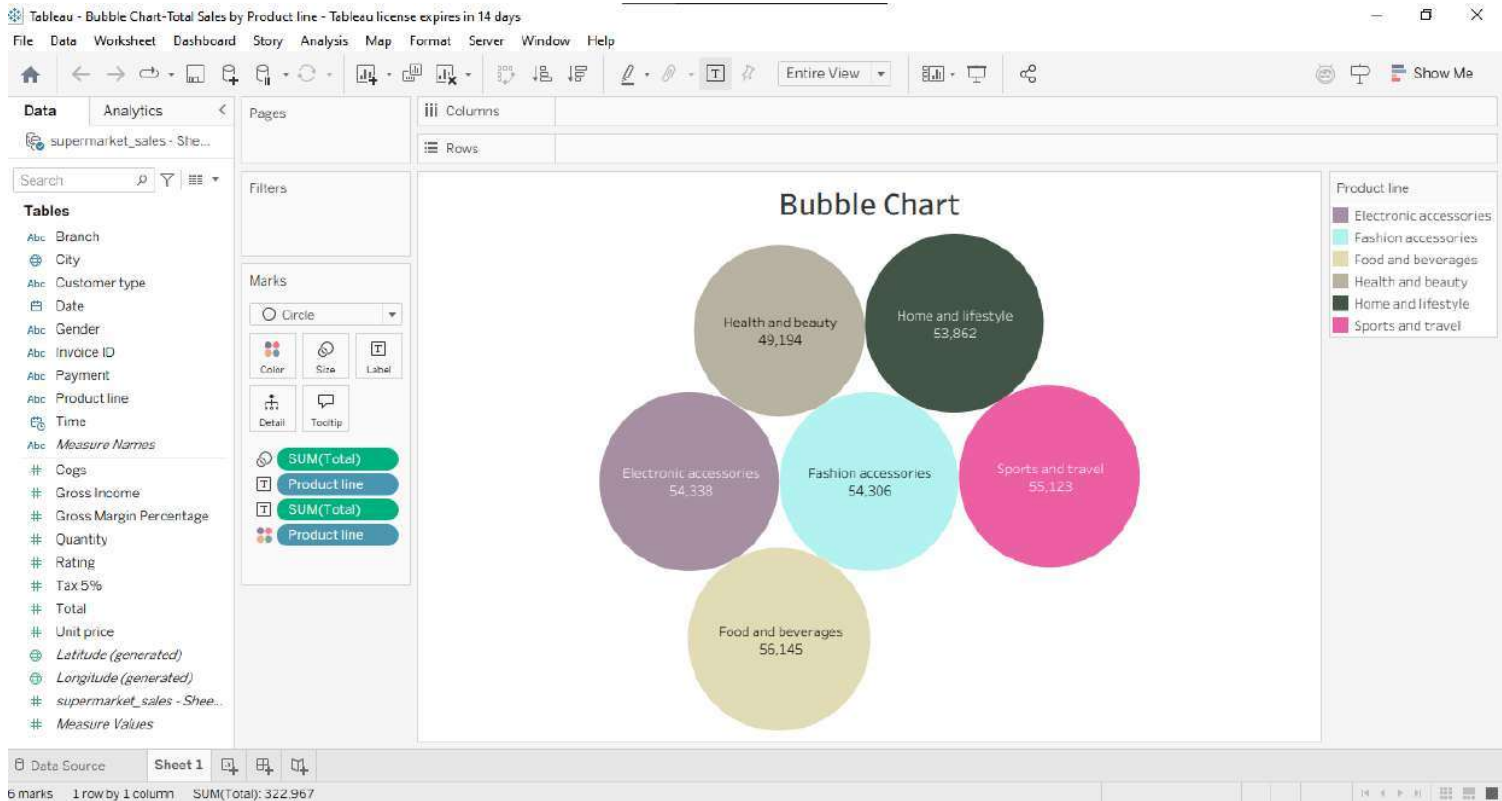 Tableau - Bubble Chart-Total Sales by Product line - Tableau license expires in 14 days
File Data Worksheet Dashboard Story Analysis Map Format Server Window Help
Entire View
Show Me
Data Analytics
supermarket_sales - She...
Search
Tables
Abc Branch
City
Abc Customer type
Date
Abc Gender
Abc Invoice ID
Abc Payment
Abc Product line
Time
Abc Measure Names
# Cogs
# Gross Income
# Gross Margin Percentage
# Quantity
# Rating
# Tax 5%
# Total
# Unit price
Latitude (generated)
Longitude (generated)
# supermarket_sales - Shee...
# Measure Values
Pages
Filters
Marks
Circle
Color Size Label
Detail Tooltip
SUM(Total)
Product line
SUM(Total)
Product line
Columns
Rows
Bubble Chart
Health and beauty
49,194
Home and lifestyle
53,862
Electronic accessories
54,338
Fashion accessories
54,306
Sports and travel
55,123
Food and beverages
56,145
Product line
Electronic accessories
Fashion accessories
Food and beverages
Health and beauty
Home and lifestyle
Sports and travel
Data Source Sheet 1
6 marks 1 row by 1 column SUM(Total): 322,967